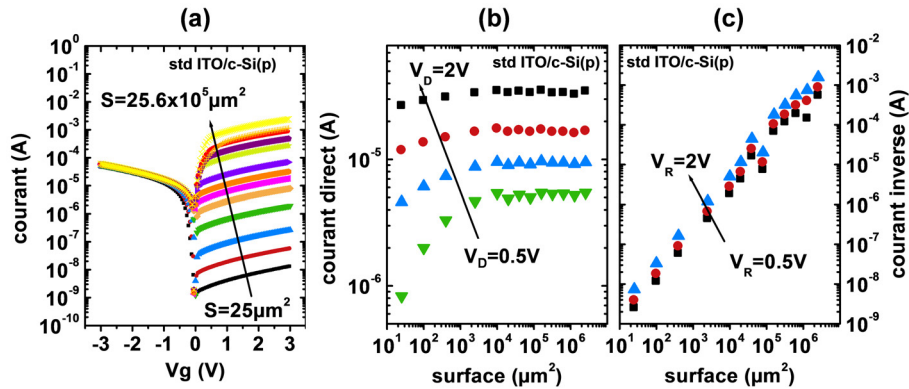 (a)
(b)
(c)
courant (A)
10^0
10^-1
10^-2
10^-3
10^-4
10^-5
10^-6
10^-7
10^-8
10^-9
10^-10
std ITO/c-Si(p)
S=25.6x10^5µm^2
S=25µm^2
-3 -2 -1 0 1 2 3
Vg (V)
courant direct (A)
10^-5
10^-6
std ITO/c-Si(p)
V_D=2V
V_D=0.5V
10^1 10^2 10^3 10^4 10^5 10^6
surface (µm^2)
std ITO/c-Si(p)
V_R=2V
V_R=0.5V
10^1 10^2 10^3 10^4 10^5 10^6
surface (µm^2)
10^-2
10^-3
10^-4
10^-5
10^-6
10^-7
10^-8
10^-9
courant inverse (A)